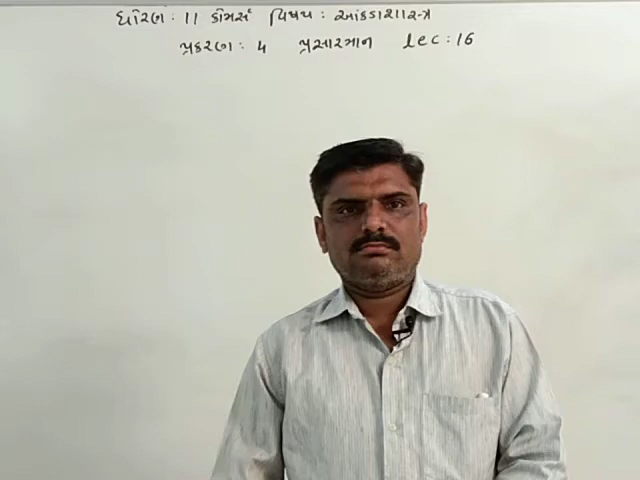 ધોરણ : 11 કોમર્સ વિષય : આંકડાશાસ્ત્ર
પ્રકરણ : 4 પ્રસારમાન lec : 16